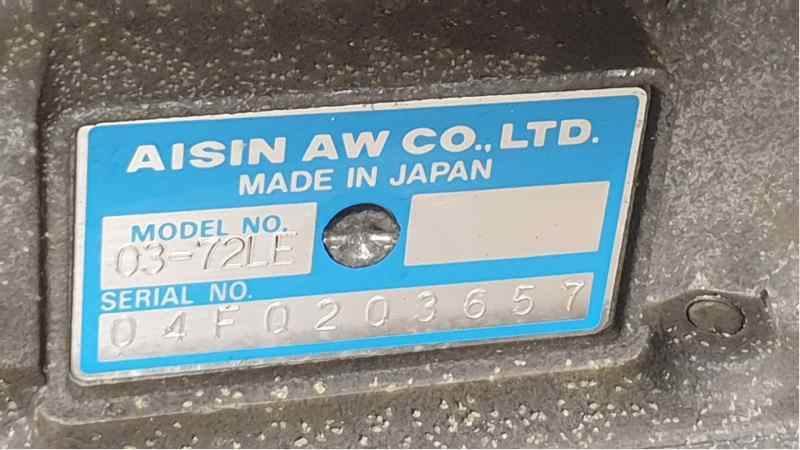 AISIN AW CO., LTD.
MADE IN JAPAN
MODEL NO.
03-72LE
SERIAL NO.
04F0203657